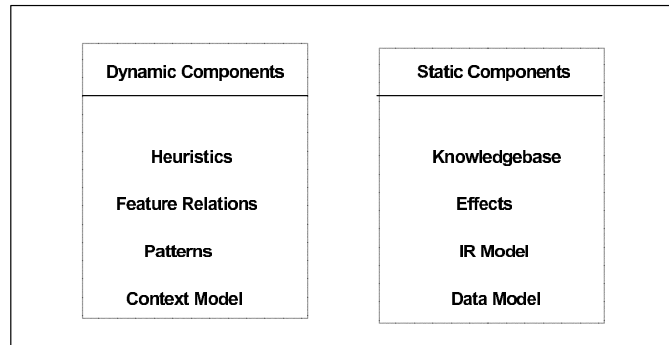 Dynamic Components
Heuristics
Feature Relations
Patterns
Context Model
Static Components
Knowledgebase
Effects
IR Model
Data Model